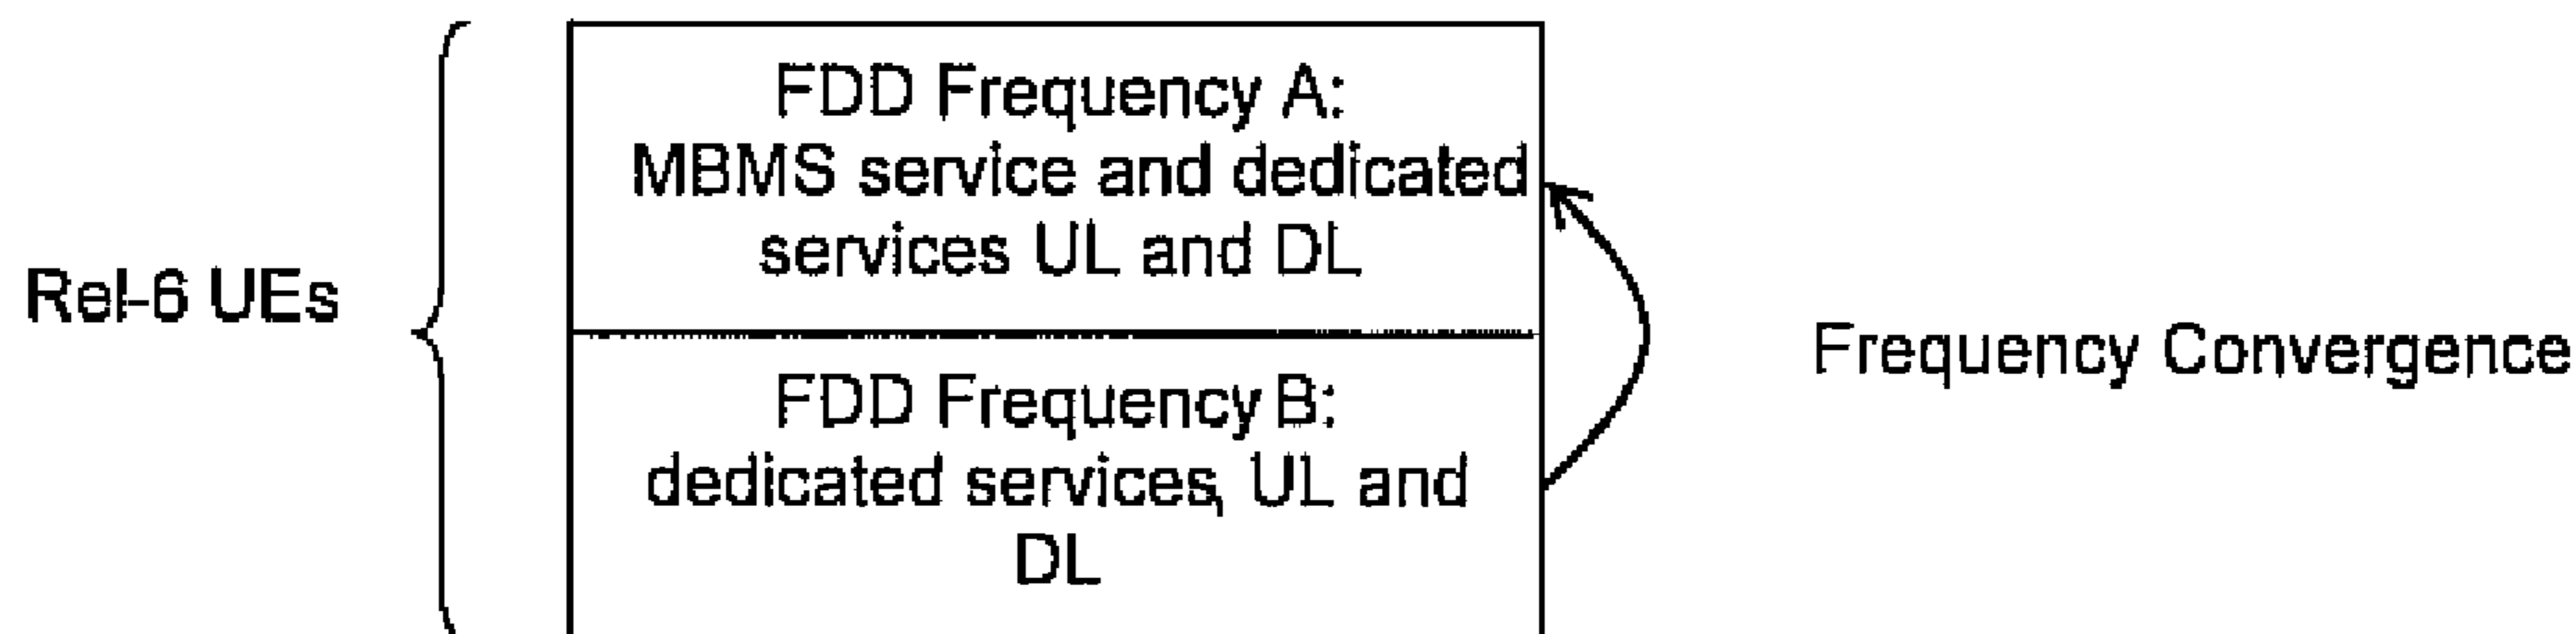 FDD Frequency A:
MBMS service and dedicated
services UL and DL
Rel-6 UEs
Frequency Convergence
FDD Frequency B:
dedicated services, UL and
DL